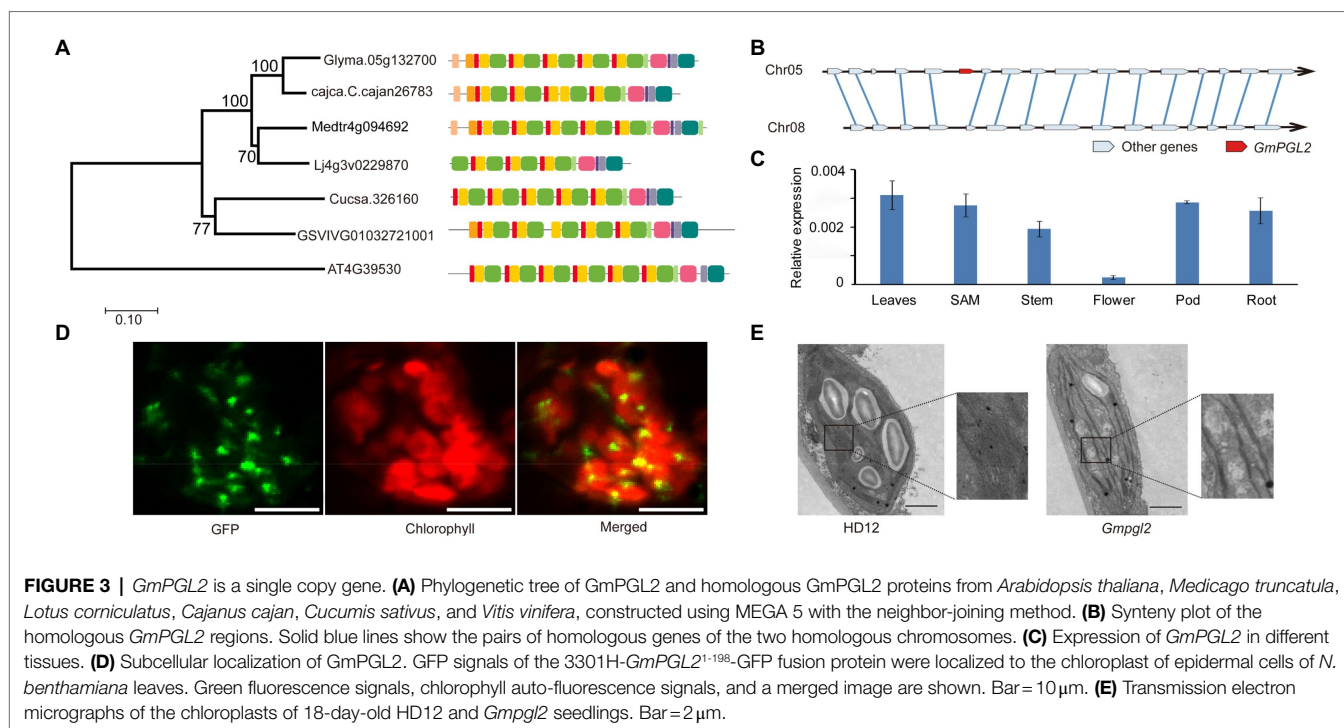 A
Glyma.05g132700
cajca.C.cajan26783
Medtr4g094692
Lj4g3v0229870
Cucsa.326160
GSVIVG01032721001
AT4G39530
100
100
70
77
0.10
B
Chr05
Chr08
Other genes GmPGL2
C
Relative expression
0.004
0.002
0
Leaves SAM Stem Flower Pod Root
D
GFP Chlorophyll Merged
E
HD12 Gmpgl2
FIGURE 3 | GmPGL2 is a single copy gene. (A) Phylogenetic tree of GmPGL2 and homologous GmPGL2 proteins from Arabidopsis thaliana, Medicago truncatula,
Lotus corniculatus, Cajanus cajan, Cucumis sativus, and Vitis vinifera, constructed using MEGA 5 with the neighbor-joining method. (B) Synteny plot of the
homologous GmPGL2 regions. Solid blue lines show the pairs of homologous genes of the two homologous chromosomes. (C) Expression of GmPGL2 in different
tissues. (D) Subcellular localization of GmPGL2. GFP signals of the 3301H-GmPGL2¹⁻¹⁹⁸-GFP fusion protein were localized to the chloroplast of epidermal cells of N.
benthamiana leaves. Green fluorescence signals, chlorophyll auto-fluorescence signals, and a merged image are shown. Bar = 10 μm. (E) Transmission electron
micrographs of the chloroplasts of 18-day-old HD12 and Gmpgl2 seedlings. Bar = 2 μm.